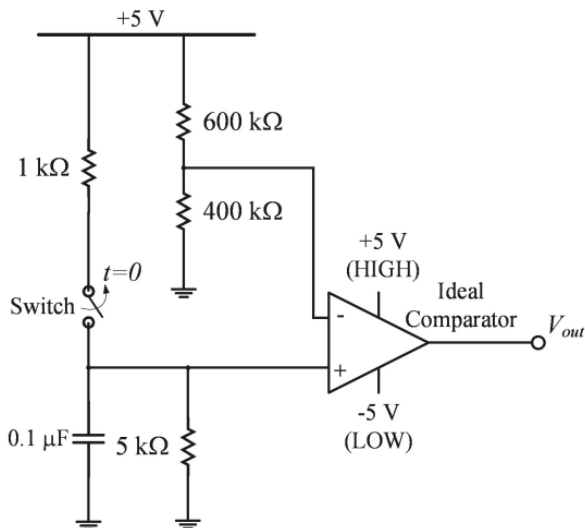 +5 V
600 kΩ
1 kΩ
400 kΩ
+5 V
(HIGH)
t=0
Switch
Ideal
Comparator
V_out
-
+
-5 V
(LOW)
0.1 μF
5 kΩ